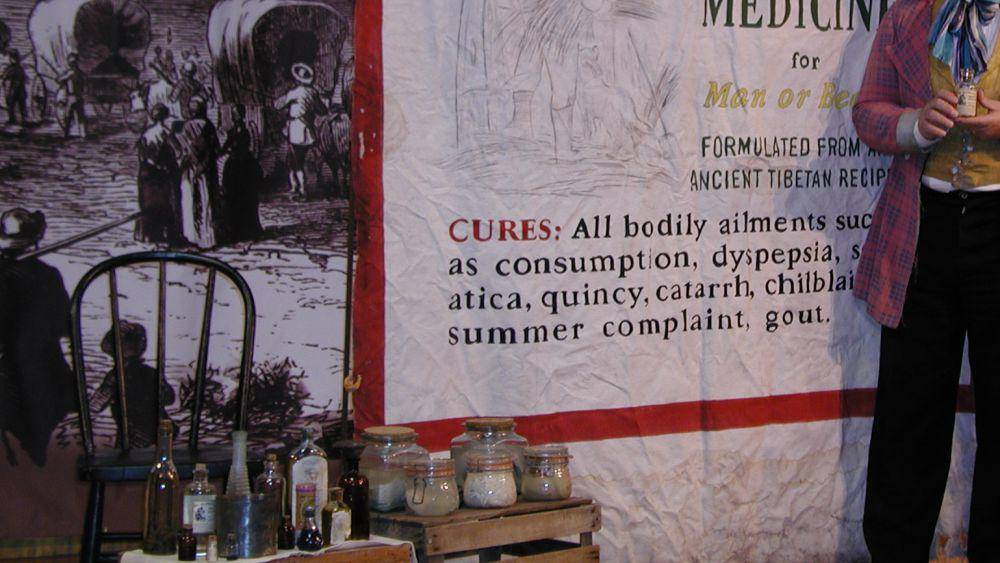 MEDICIN
for
Man or Be
FORMULATED FROM A
ANCIENT TIBETAN RECIP
CURES: All bodily ailments suc
as consumption, dyspepsia, s
atica, quincy, catarrh, chilblai
summer complaint, gout.